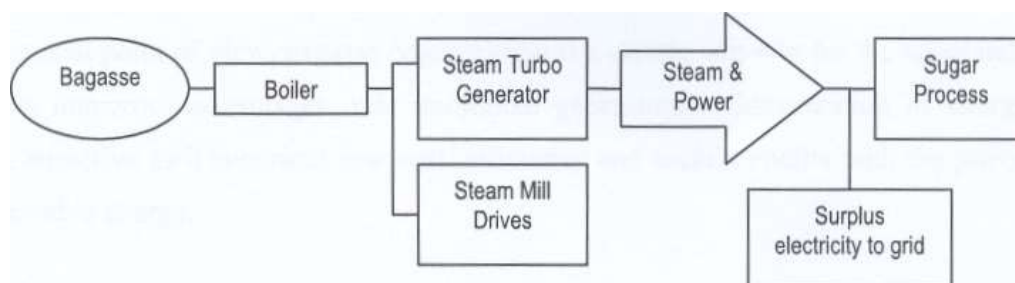 Bagasse
Boiler
Steam Turbo
Generator
Steam &
Power
Sugar
Process
Steam Mill
Drives
Surplus
electricity to grid